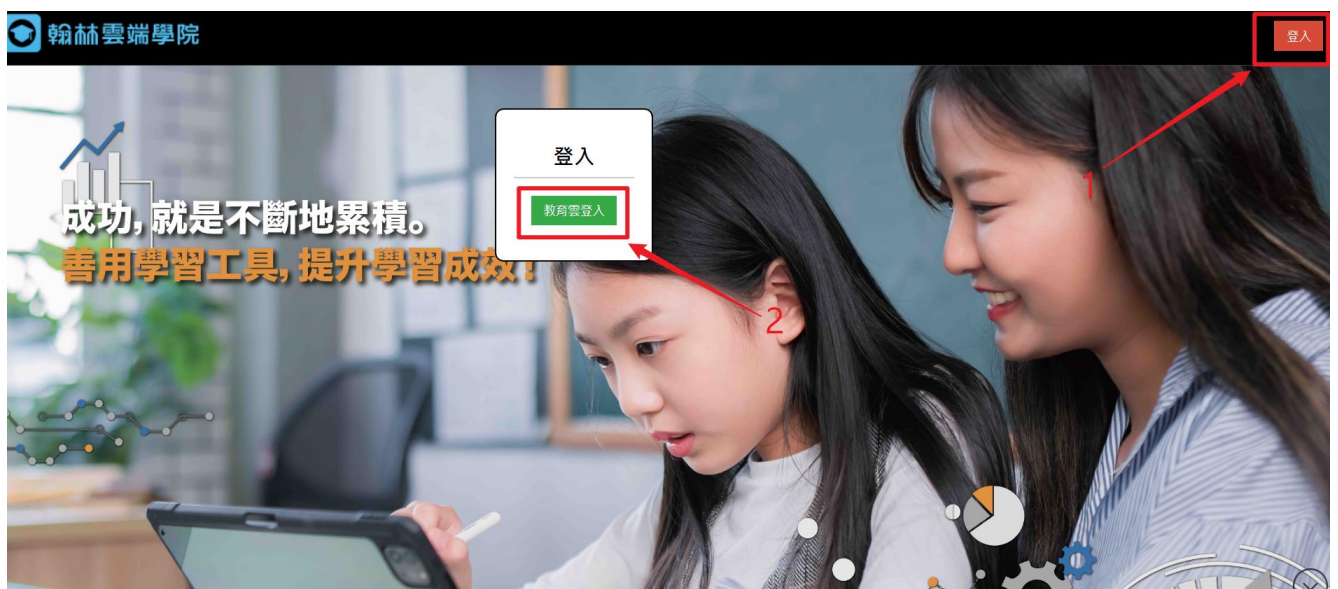 翰林雲端學院
登入
1
登入
教育雲登入
成功,就是不斷地累積。
善用學習工具,提升學習成效!
2